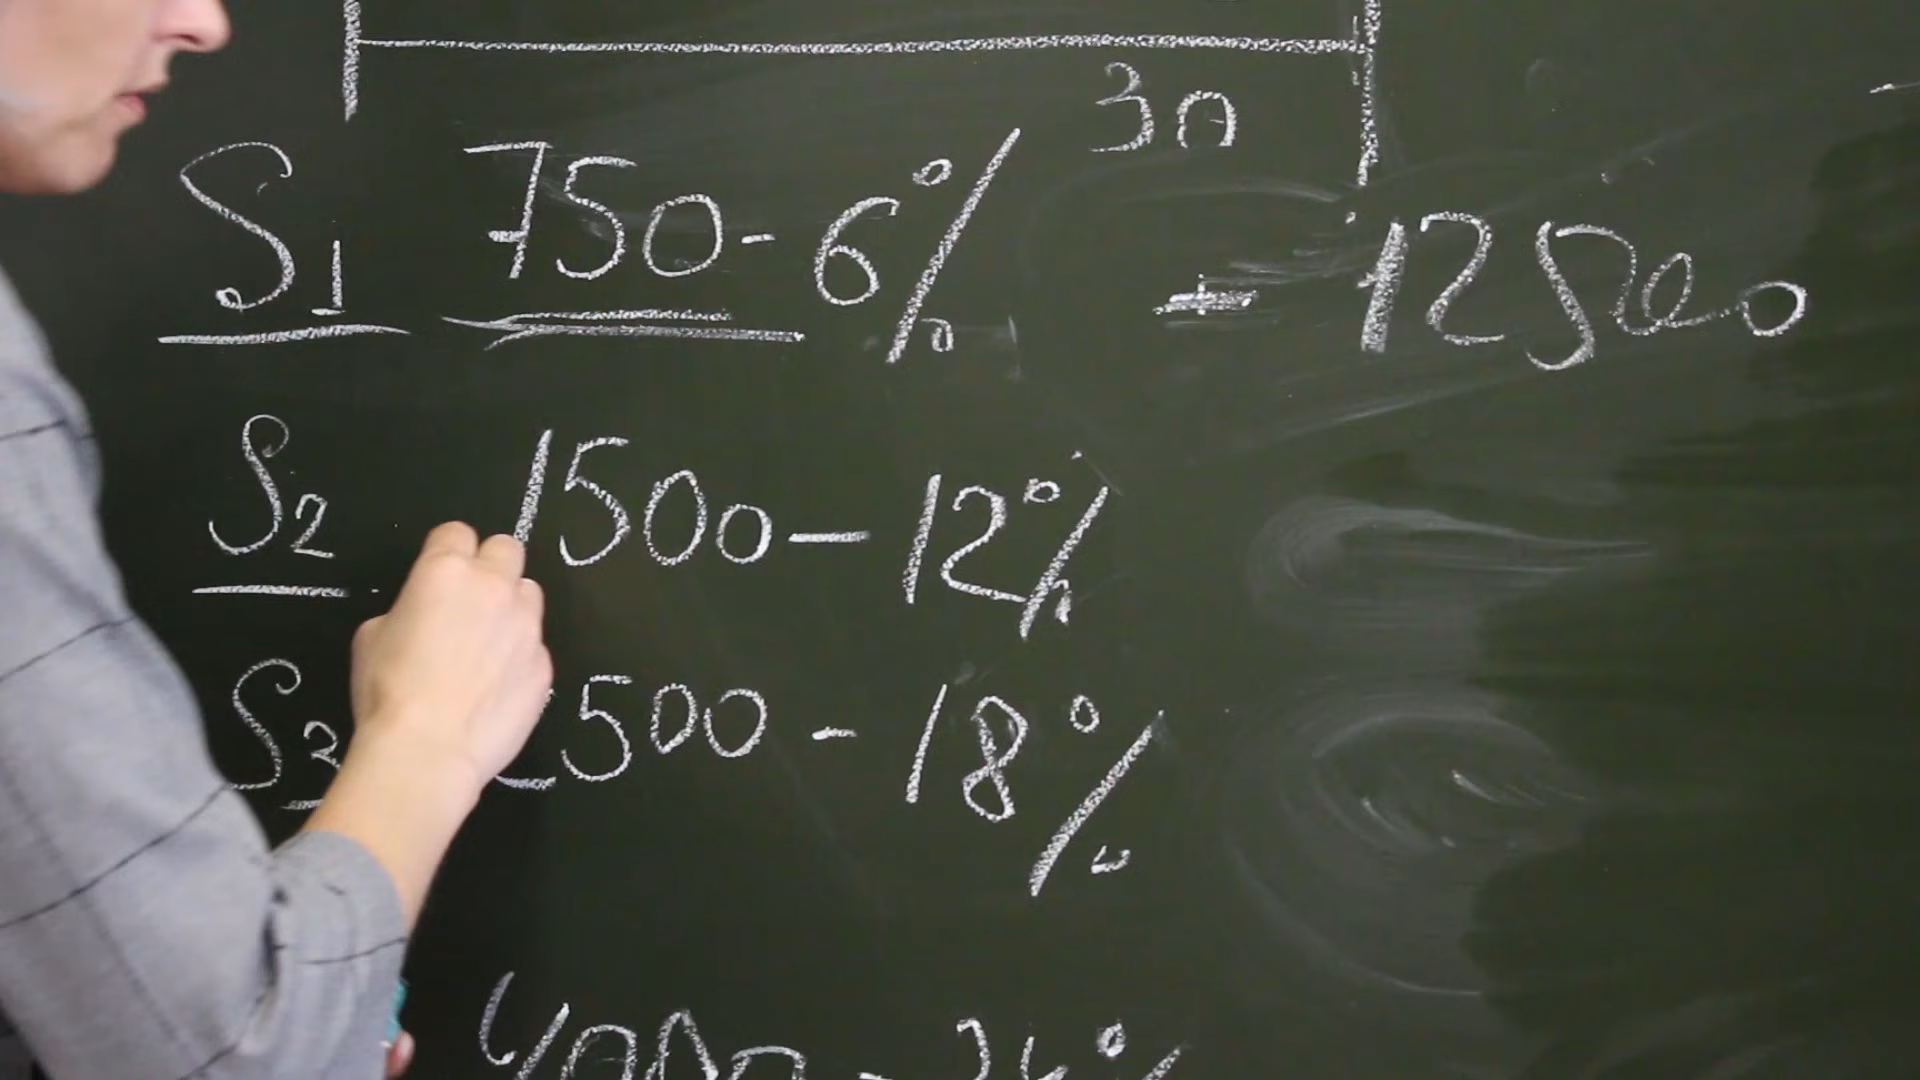 30
S1 750 - 6% = 12500
S2 1500 - 12%
S3 2500 - 18%
4000 - 24%